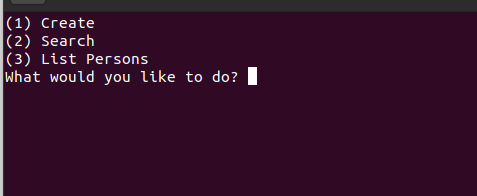 (1) Create
(2) Search
(3) List Persons
What would you like to do?